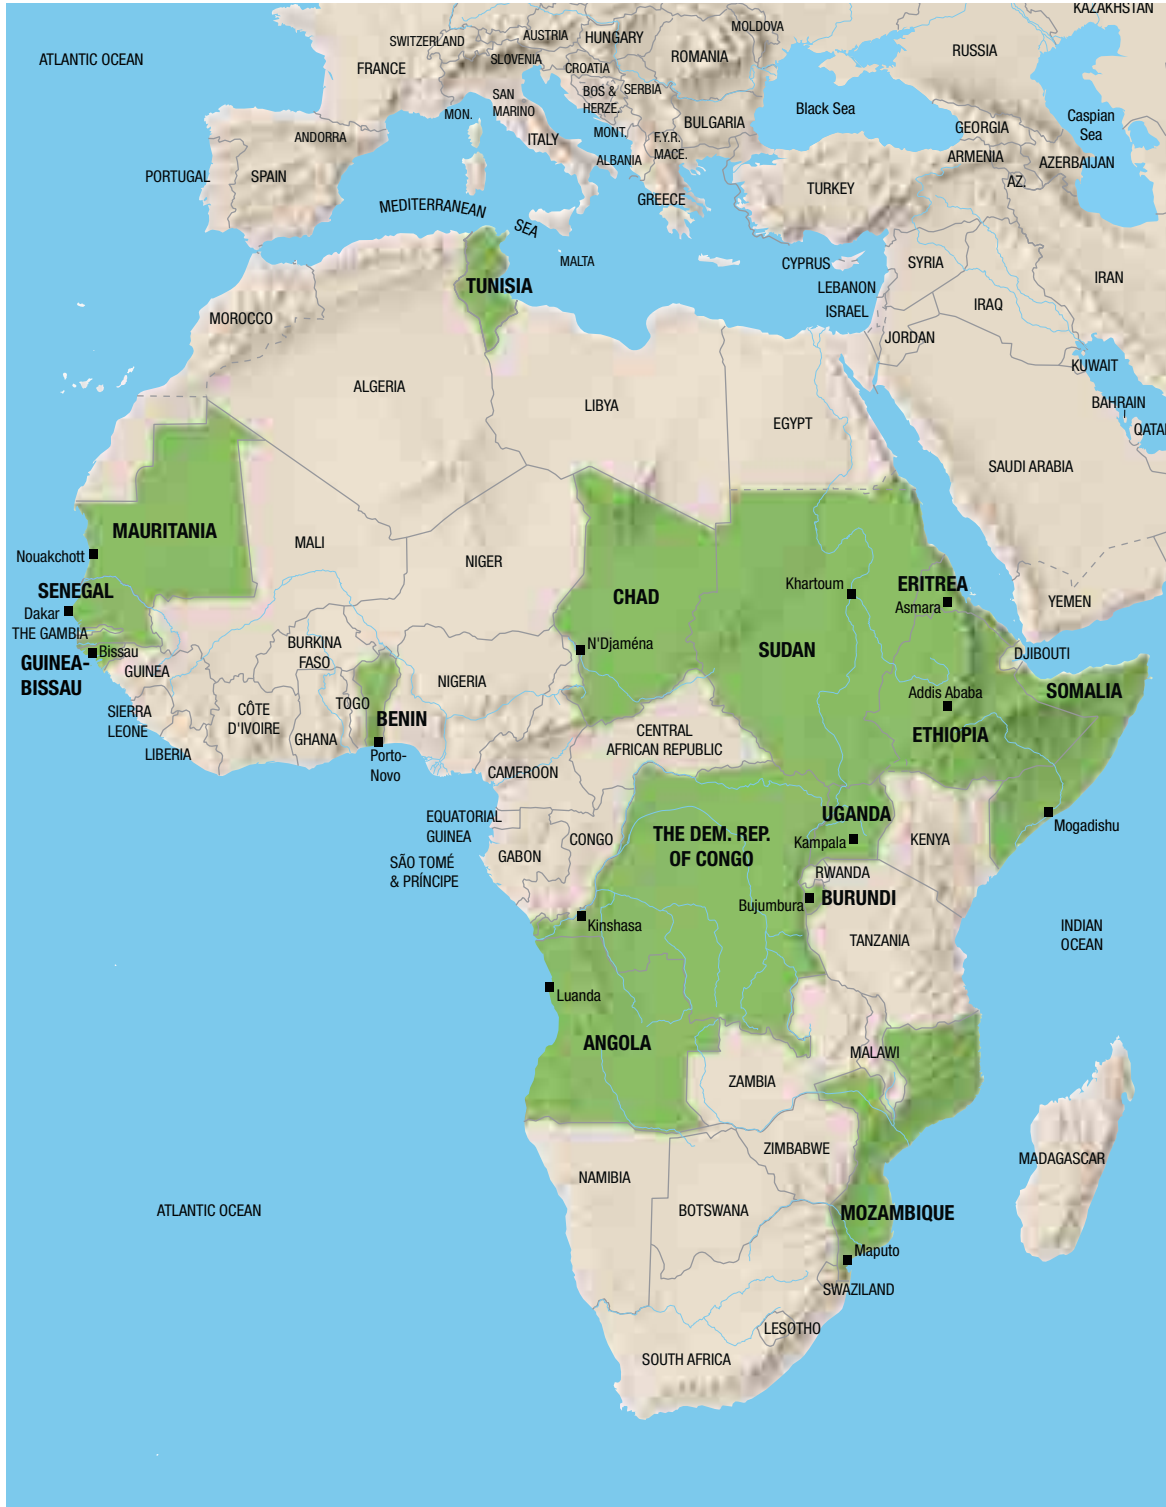 KAZAKHSTAN
MOLDOVA
AUSTRIA
HUNGARY
SWITZERLAND
ATLANTIC OCEAN
SLOVENIA
ROMANIA
RUSSIA
FRANCE
CROATIA
SAN
MARINO
BOS &
HERZE.
SERBIA
Black Sea
Caspian
Sea
MON.
BULGARIA
GEORGIA
ANDORRA
ITALY
MONT.
F.Y.R.
MACE.
ARMENIA
AZERBAIJAN
ALBANIA
PORTUGAL
SPAIN
AZ.
TURKEY
GREECE
MEDITERRANEAN
SEA
MALTA
CYPRUS
SYRIA
IRAN
LEBANON
TUNISIA
IRAQ
ISRAEL
MOROCCO
JORDAN
KUWAIT
ALGERIA
LIBYA
BAHRAIN
EGYPT
QATA
SAUDI ARABIA
MAURITANIA
MALI
Nouakchott
NIGER
SENEGAL
CHAD
Khartoum
ERITREA
Asmara
YEMEN
Dakar
THE GAMBIA
Bissau
BURKINA
FASO
N'Djaména
SUDAN
DJIBOUTI
GUINEA-
BISSAU
GUINEA
NIGERIA
Addis Ababa
SOMALIA
SIERRA
LEONE
CÔTE
D'IVOIRE
TOGO
BENIN
GHANA
CENTRAL
AFRICAN REPUBLIC
ETHIOPIA
LIBERIA
Porto-
Novo
CAMEROON
EQUATORIAL
GUINEA
UGANDA
Mogadishu
THE DEM. REP.
OF CONGO
CONGO
Kampala
KENYA
GABON
SÃO TOMÉ
& PRÍNCIPE
RWANDA
Bujumbura
BURUNDI
Kinshasa
INDIAN
OCEAN
TANZANIA
Luanda
ANGOLA
MALAWI
ZAMBIA
ZIMBABWE
MADAGASCAR
NAMIBIA
ATLANTIC OCEAN
BOTSWANA
MOZAMBIQUE
Maputo
SWAZILAND
LESOTHO
SOUTH AFRICA